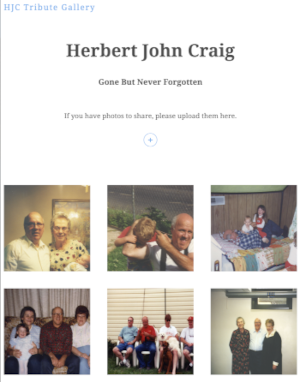 HJC Tribute Gallery
Herbert John Craig
Gone But Never Forgotten
If you have photos to share, please upload them here.
+